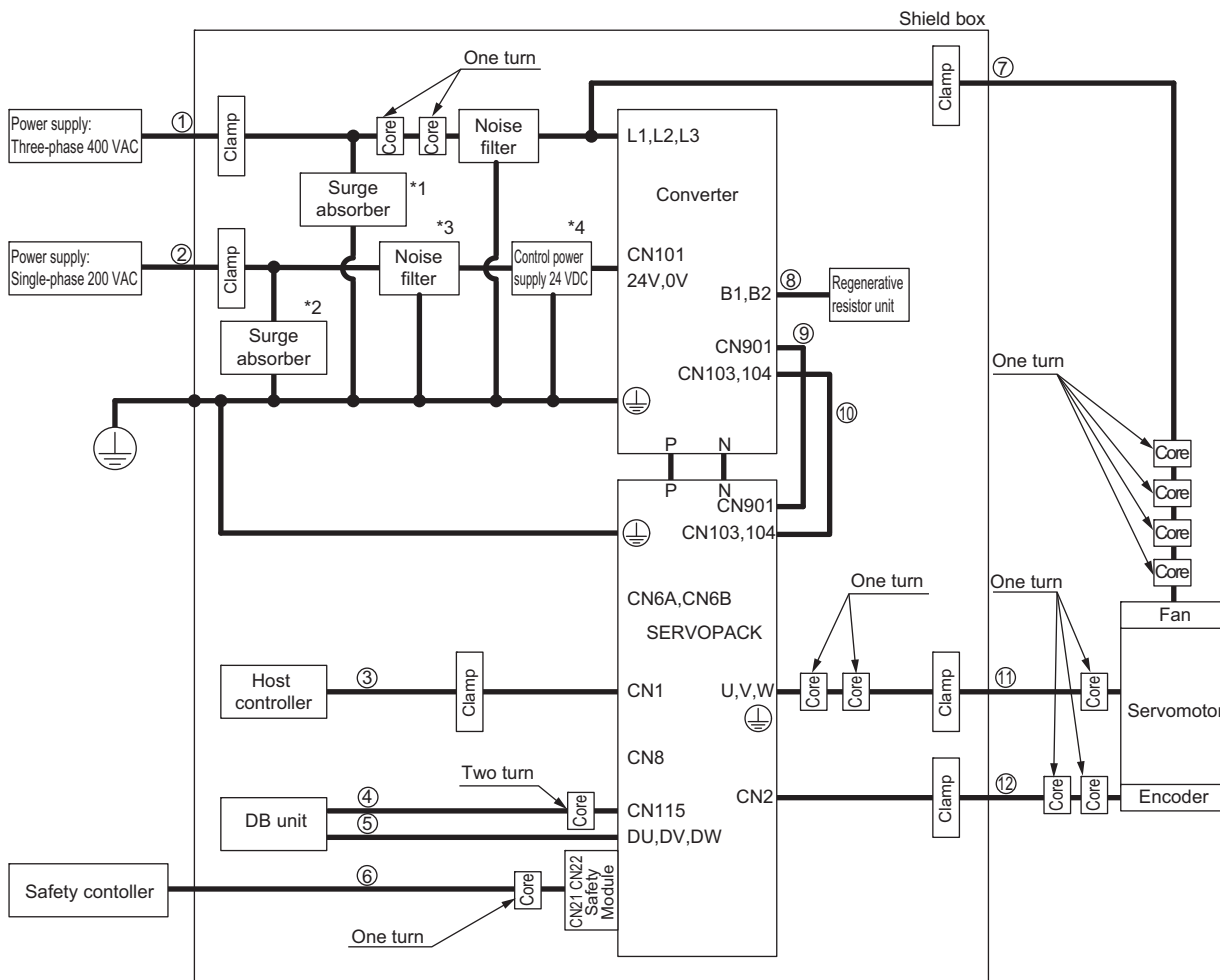 Shield box
One turn
⑦
Clamp
Power supply:
Three-phase 400 VAC
①
Clamp
Core
Core
Noise
filter
L1,L2,L3
Surge
absorber
*1
Converter
*3
*4
Power supply:
Single-phase 200 VAC
②
Clamp
Noise
filter
Control power
supply 24 VDC
CN101
24V,0V
B1,B2
⑧
Regenerative
resistor unit
*2
Surge
absorber
⑨
CN901
CN103,104
One turn
⑩
P
N
P
N
CN901
CN103,104
Core
Core
Core
Core
CN6A,CN6B
SERVOPACK
One turn
One turn
Fan
Host
controller
③
Clamp
CN1
U,V,W
Core
Core
Clamp
⑪
Core
Servomotor
CN8
Two turn
CN2
Clamp
⑫
Core
Core
Encoder
DB unit
④
Core
CN115
⑤
DU,DV,DW
Safety contoller
⑥
Core
CN21 CN22
Safety
Module
One turn